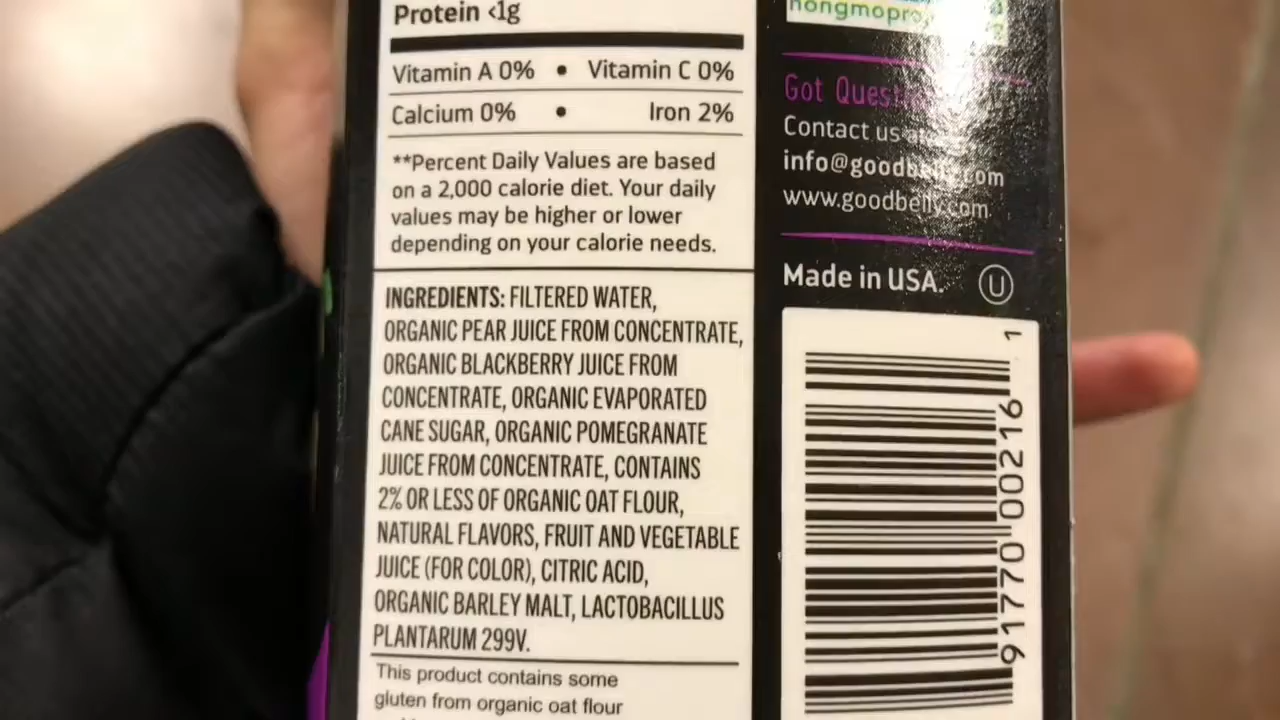 Protein <1g
Vitamin A 0% • Vitamin C 0%
Calcium 0% • Iron 2%
**Percent Daily Values are based
on a 2,000 calorie diet. Your daily
values may be higher or lower
depending on your calorie needs.
INGREDIENTS: FILTERED WATER,
ORGANIC PEAR JUICE FROM CONCENTRATE,
ORGANIC BLACKBERRY JUICE FROM
CONCENTRATE, ORGANIC EVAPORATED
CANE SUGAR, ORGANIC POMEGRANATE
JUICE FROM CONCENTRATE, CONTAINS
2% OR LESS OF ORGANIC OAT FLOUR,
NATURAL FLAVORS, FRUIT AND VEGETABLE
JUICE (FOR COLOR), CITRIC ACID,
ORGANIC BARLEY MALT, LACTOBACILLUS
PLANTARUM 299V.
This product contains some
gluten from organic oat flour
Got
Contact us
info@goodbelly.com
www.goodbelly.com
Made in USA. U
9 17700 00216 1